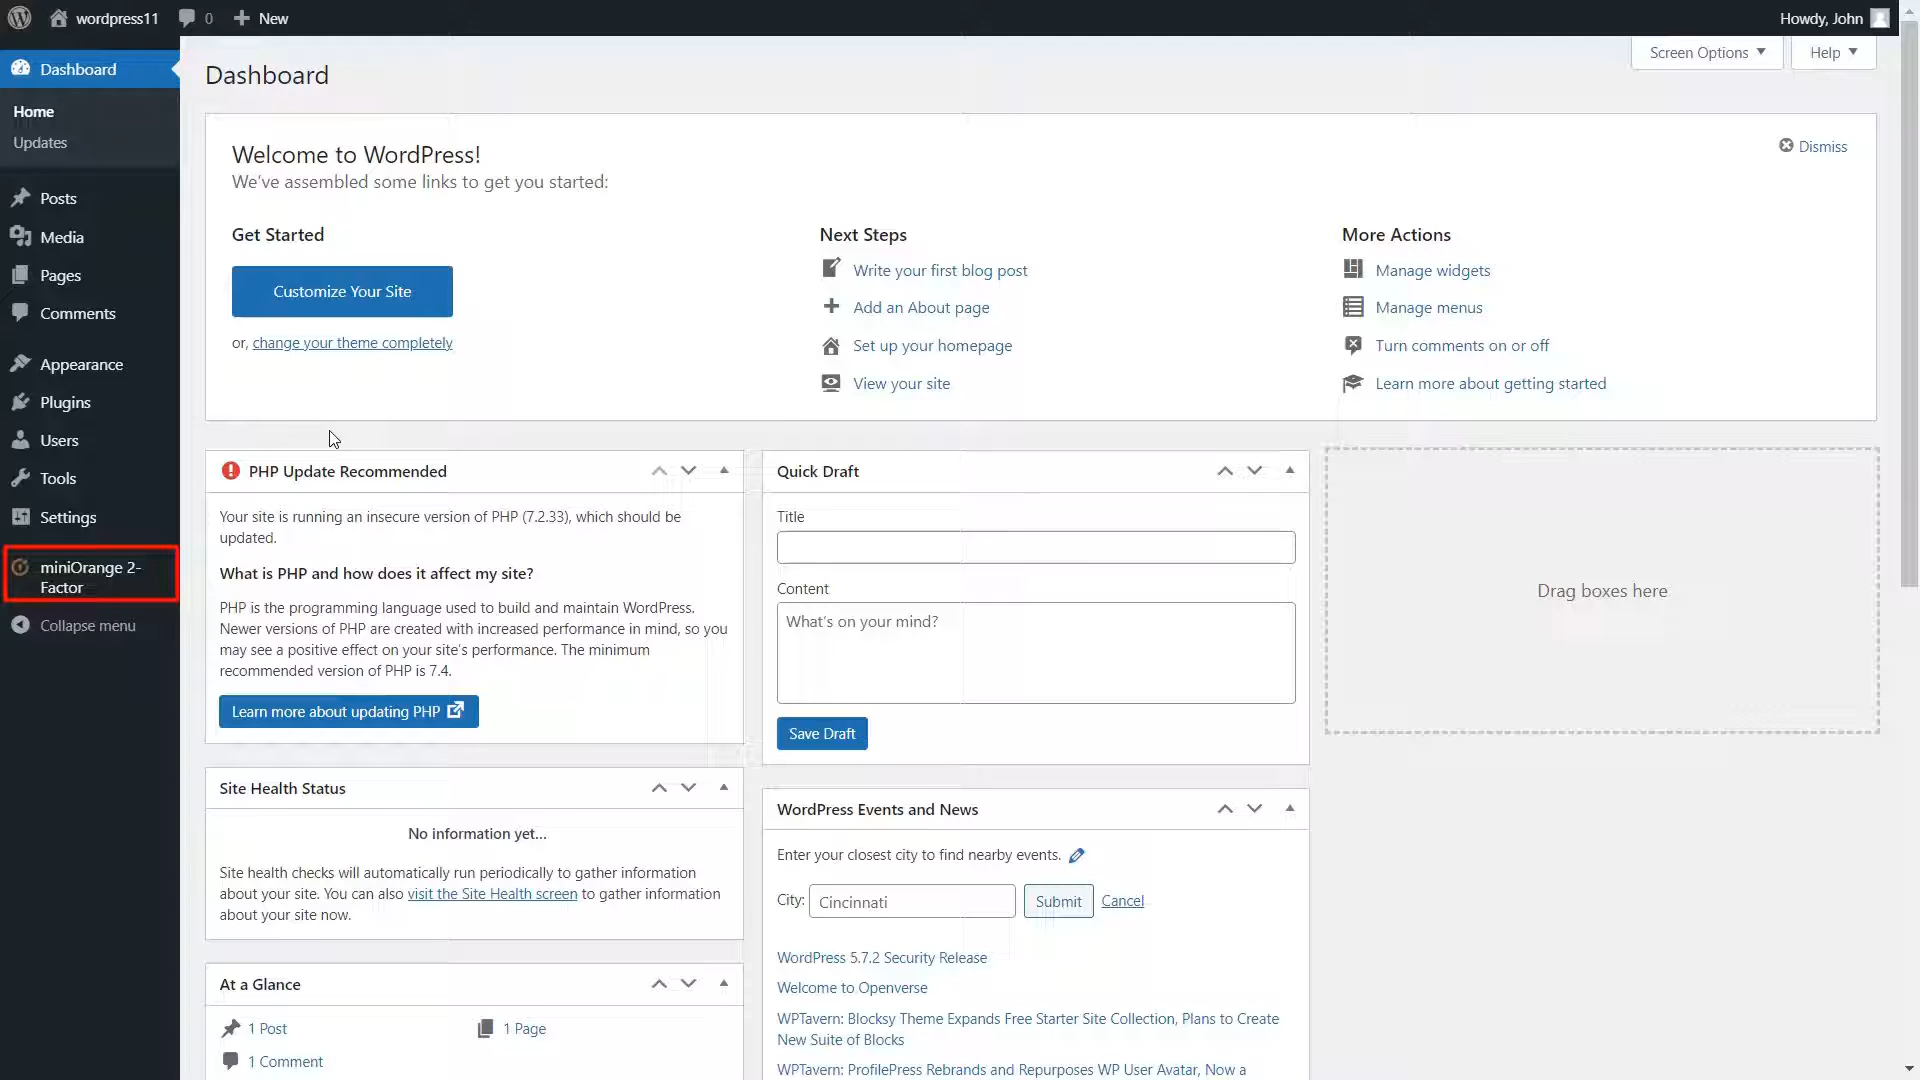 wordpress11
0
New
Howdy, John
Dashboard
Home
Updates
Posts
Media
Pages
Comments
Appearance
Plugins
Users
Tools
Settings
miniOrange 2-
Factor
Collapse menu
Screen Options
Help
Dashboard
Welcome to WordPress!
We've assembled some links to get you started:
Dismiss
Get Started
Customize Your Site
or, change your theme completely
Next Steps
Write your first blog post
Add an About page
Set up your homepage
View your site
More Actions
Manage widgets
Manage menus
Turn comments on or off
Learn more about getting started
PHP Update Recommended
Your site is running an insecure version of PHP (7.2.33), which should be
updated.
What is PHP and how does it affect my site?
PHP is the programming language used to build and maintain WordPress.
Newer versions of PHP are created with increased performance in mind, so you
may see a positive effect on your site's performance. The minimum
recommended version of PHP is 7.4.
Learn more about updating PHP
Site Health Status
No information yet...
Site health checks will automatically run periodically to gather information
about your site. You can also visit the Site Health screen to gather information
about your site now.
At a Glance
1 Post
1 Page
1 Comment
Quick Draft
Title
Content
What's on your mind?
Save Draft
WordPress Events and News
Enter your closest city to find nearby events.
City: Cincinnati Submit Cancel
WordPress 5.7.2 Security Release
Welcome to Openverse
WPTavern: Blocksy Theme Expands Free Starter Site Collection, Plans to Create
New Suite of Blocks
WPTavern: ProfilePress Rebrands and Repurposes WP User Avatar, Now a
Drag boxes here